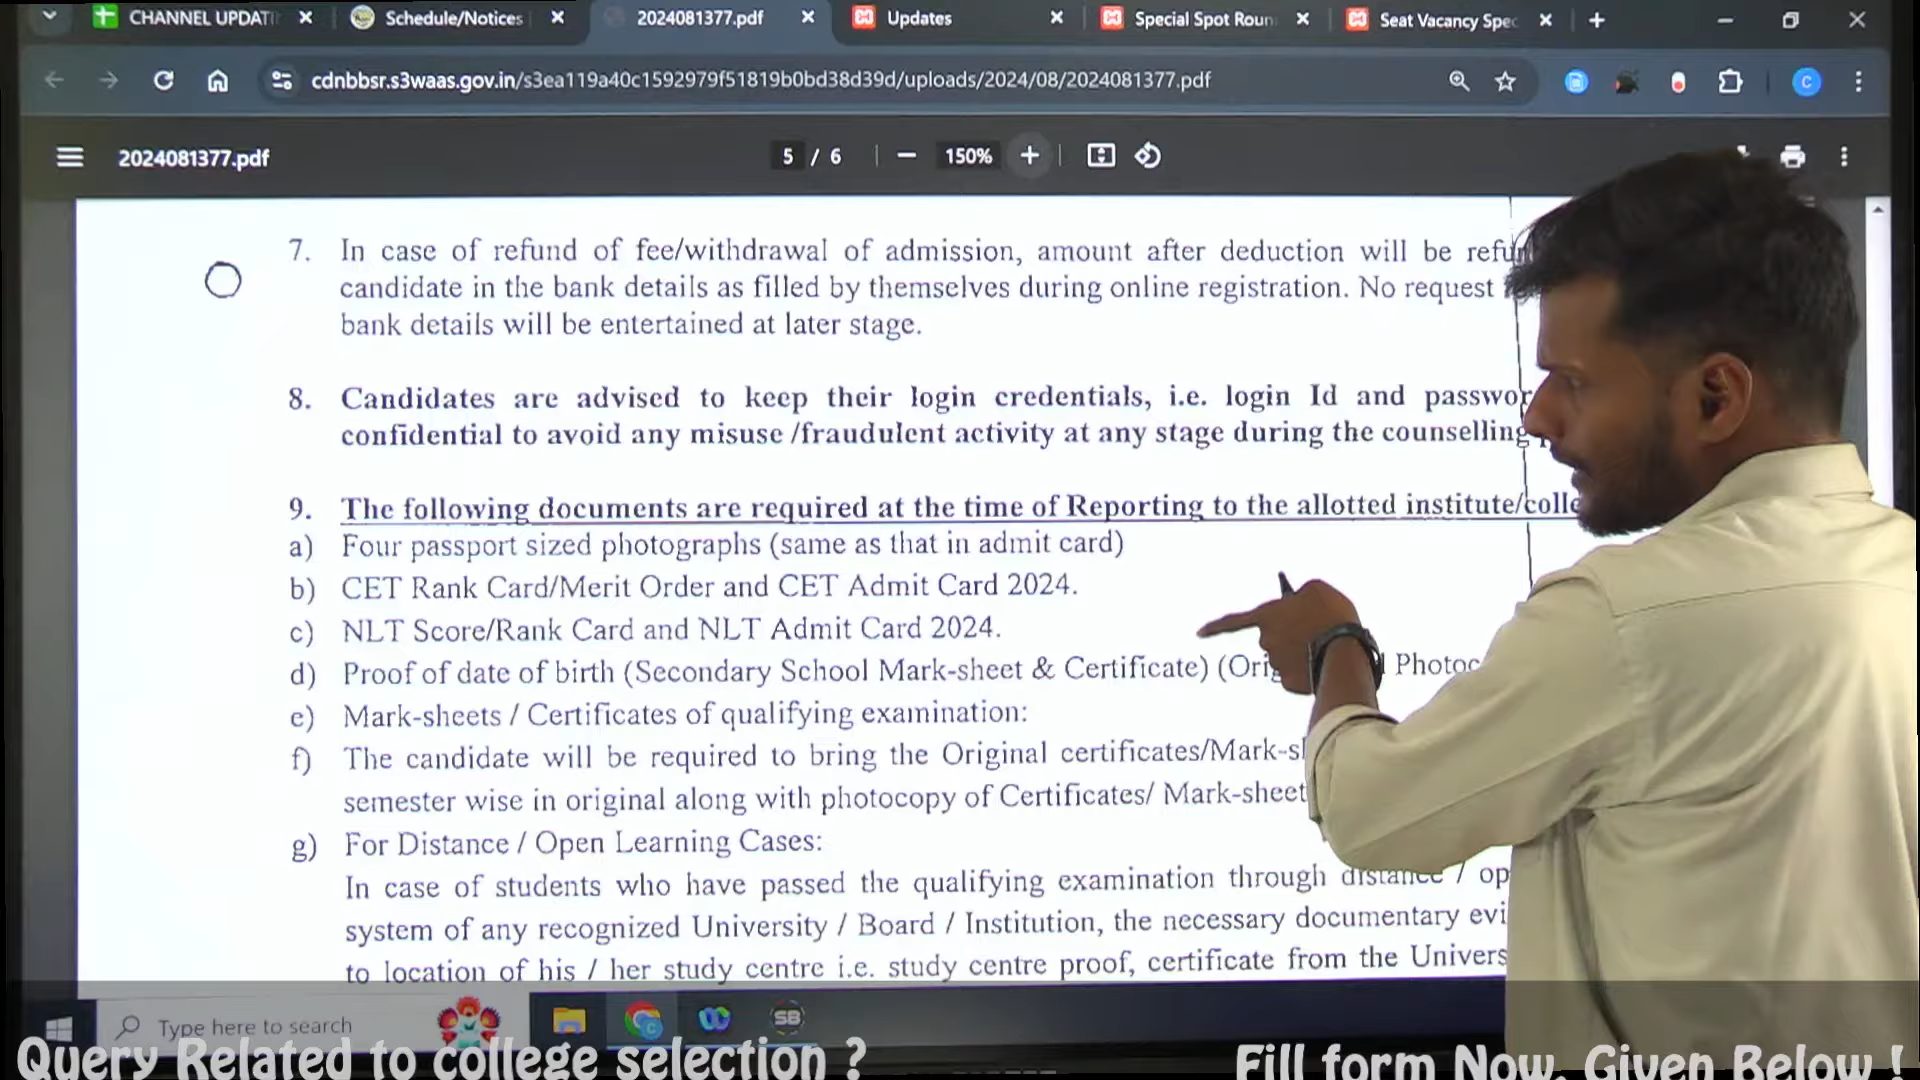 CHANNEL UPDATI
Schedule/Notices
2024081377.pdf
Updates
Special Spot Roun
Seat Vacancy Spec
cdnbbsr.s3waas.gov.in/s3ea119a40c1592979f51819b0bd38d39d/uploads/2024/08/2024081377.pdf
C
2024081377.pdf
5 / 6
150%
7. In case of refund of fee/withdrawal of admission, amount after deduction will be refun
candidate in the bank details as filled by themselves during online registration. No request
bank details will be entertained at later stage.
8. Candidates are advised to keep their login credentials, i.e. login Id and passwor
confidential to avoid any misuse /fraudulent activity at any stage during the counselling
9. The following documents are required at the time of Reporting to the allotted institute/colle
a) Four passport sized photographs (same as that in admit card)
b) CET Rank Card/Merit Order and CET Admit Card 2024.
c) NLT Score/Rank Card and NLT Admit Card 2024.
d) Proof of date of birth (Secondary School Mark-sheet & Certificate) (Orig Photoc
e) Mark-sheets / Certificates of qualifying examination:
f) The candidate will be required to bring the Original certificates/Mark-sh
semester wise in original along with photocopy of Certificates/ Mark-sheet
g) For Distance / Open Learning Cases:
In case of students who have passed the qualifying examination through distance / op
system of any recognized University / Board / Institution, the necessary documentary evi
to location of his / her study centre i.e. study centre proof, certificate from the Univers
Type here to search
SB
Query Related to college selection ?
Fill form Now, Given Below !